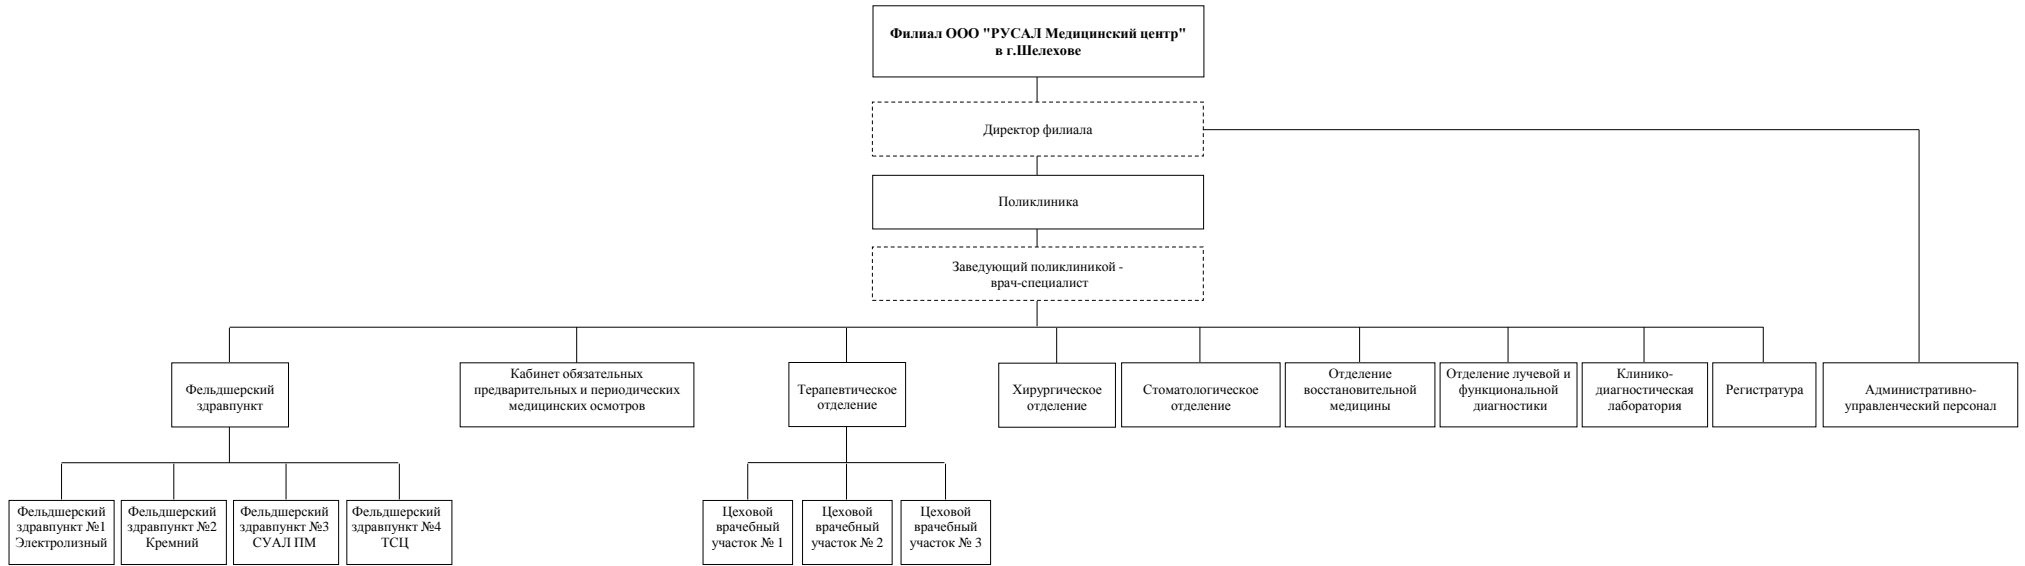 Филиал ООО "РУСАЛ Медицинский центр"
в г.Шелехове
Директор филиала
Поликлиника
Заведующий поликлиникой -
врач-специалист
Фельдшерский
здравпункт
Кабинет обязательных
предварительных и периодических
медицинских осмотров
Терапевтическое
отделение
Хирургическое
отделение
Стоматологическое
отделение
Отделение
восстановительной
медицины
Отделение лучевой и
функциональной
диагностики
Клинико-
диагностическая
лаборатория
Регистратура
Административно-
управленческий персонал
Фельдшерский
здравпункт №1
Электролизный
Фельдшерский
здравпункт №2
Кремний
Фельдшерский
здравпункт №3
СУАЛ ПМ
Фельдшерский
здравпункт №4
ТСЦ
Цеховой
врачебный
участок № 1
Цеховой
врачебный
участок № 2
Цеховой
врачебный
участок № 3